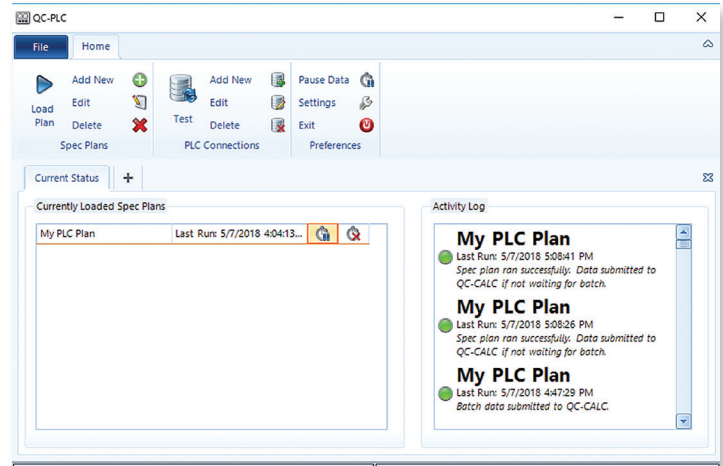 QC-PLC
File Home
Load Plan
Add New
Edit
Delete
Spec Plans
Test
Add New
Edit
Delete
PLC Connections
Pause Data
Settings
Exit
Preferences
Current Status +
Currently Loaded Spec Plans
My PLC Plan Last Run: 5/7/2018 4:04:13...
Activity Log
My PLC Plan
Last Run: 5/7/2018 5:08:41 PM
Spec plan ran successfully. Data submitted to
QC-CALC if not waiting for batch.
My PLC Plan
Last Run: 5/7/2018 5:08:26 PM
Spec plan ran successfully. Data submitted to
QC-CALC if not waiting for batch.
My PLC Plan
Last Run: 5/7/2018 4:47:29 PM
Batch data submitted to QC-CALC.